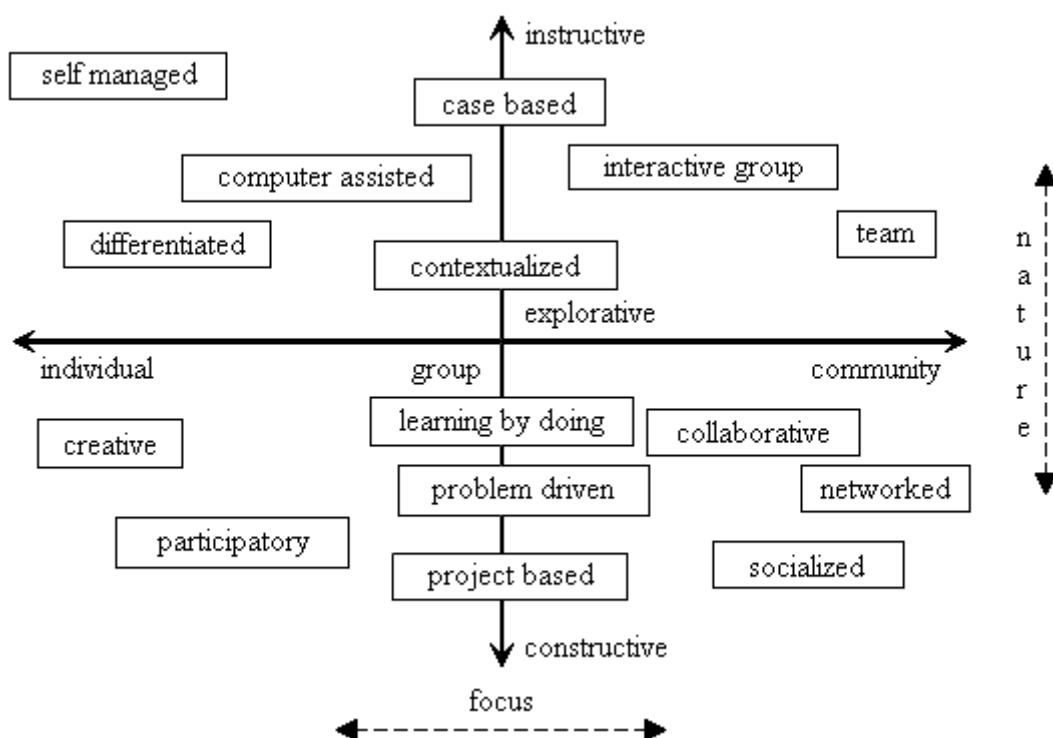 instructive
self managed
case based
computer assisted
interactive group
differentiated
team
contextualized
nature
explorative
individual
group
community
learning by doing
collaborative
creative
problem driven
networked
participatory
project based
socialized
constructive
focus